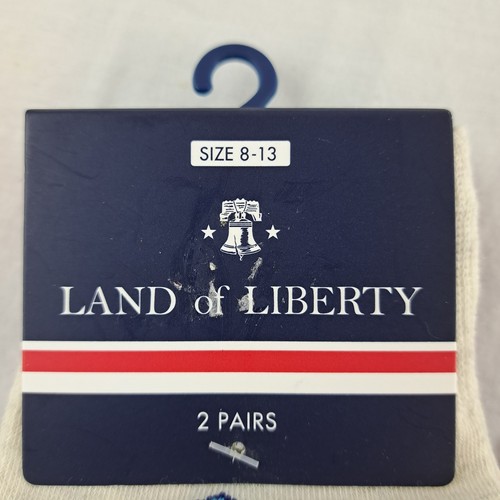 SIZE 8-13
LAND of LIBERTY
2 PAIRS